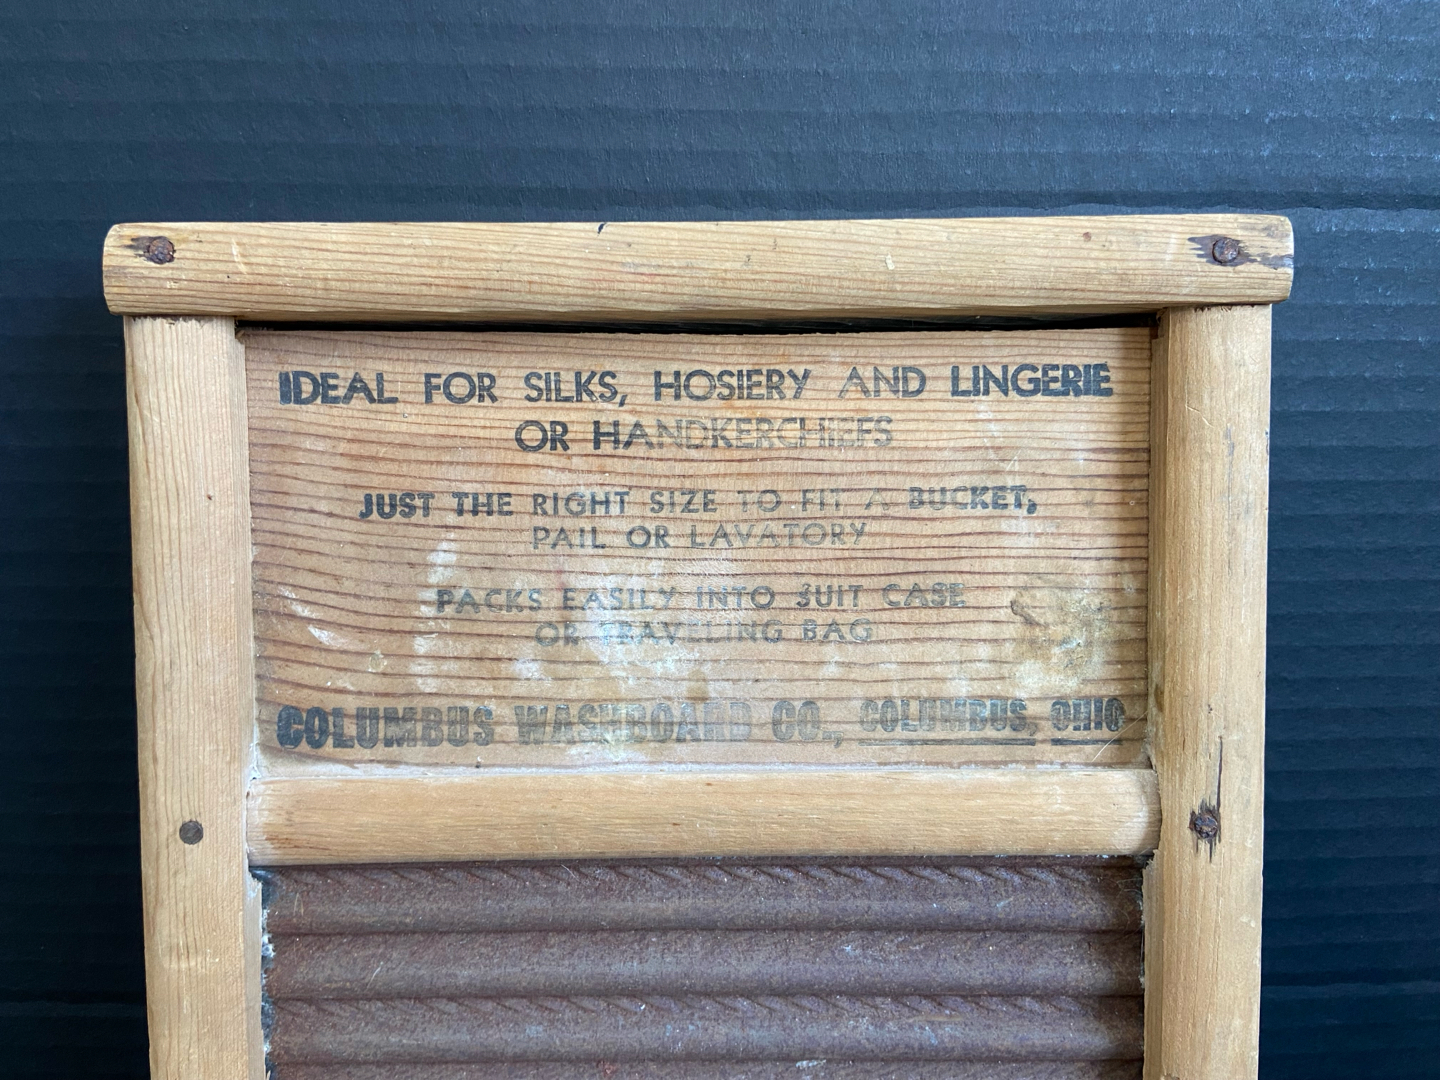 IDEAL FOR SILKS, HOSIERY AND LINGERIE
OR HANDKERCHIEFS
JUST THE RIGHT SIZE TO FIT A BUCKET,
PAIL OR LAVATORY
PACKS EASILY INTO SUIT CASE
OR TRAVELING BAG
COLUMBUS WASHBOARD CO., COLUMBUS, OHIO